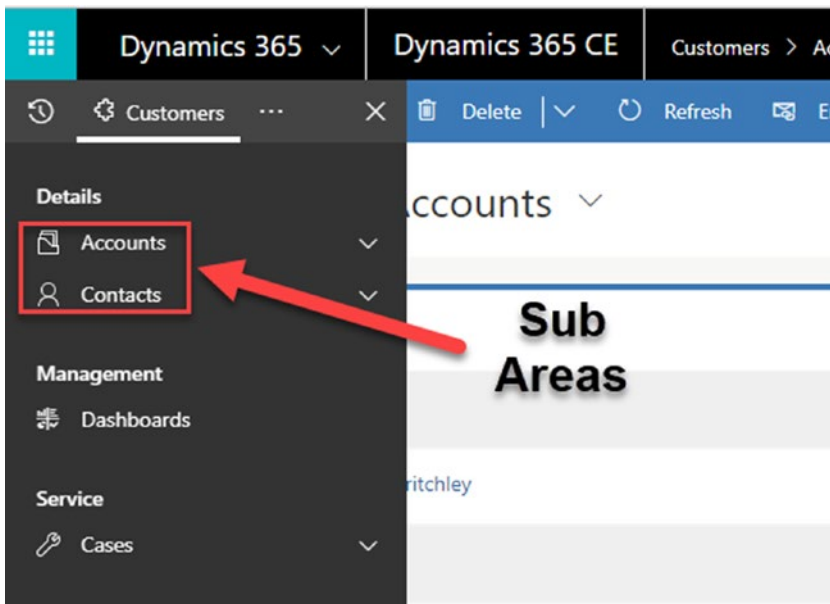 Dynamics 365 Dynamics 365 CE Customers > Ac
Customers ... Delete Refresh E
Details
ccounts
Accounts
Contacts
Sub
Areas
Management
Dashboards
ritchley
Service
Cases